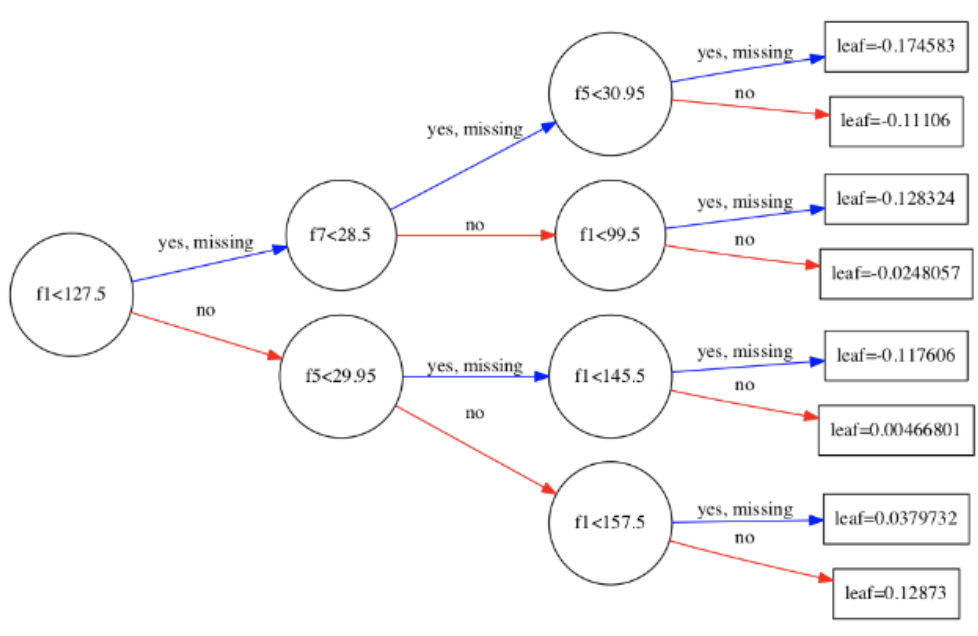 yes, missing
leaf=-0.174583
f5<30.95
no
leaf=-0.11106
yes, missing
f7<28.5
no
f1<99.5
yes, missing
leaf=-0.128324
no
leaf=-0.0248057
yes, missing
f1<127.5
no
f5<29.95
yes, missing
f1<145.5
yes, missing
leaf=-0.117606
no
leaf=0.00466801
no
f1<157.5
yes, missing
leaf=0.0379732
no
leaf=0.12873